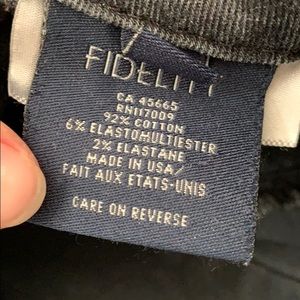 FIDELITY
CA 45665
RN117009
92% COTTON
6% ELASTOMULTIESTER
2% ELASTANE
MADE IN USA/
FAIT AUX ETATS-UNIS
CARE ON REVERSE